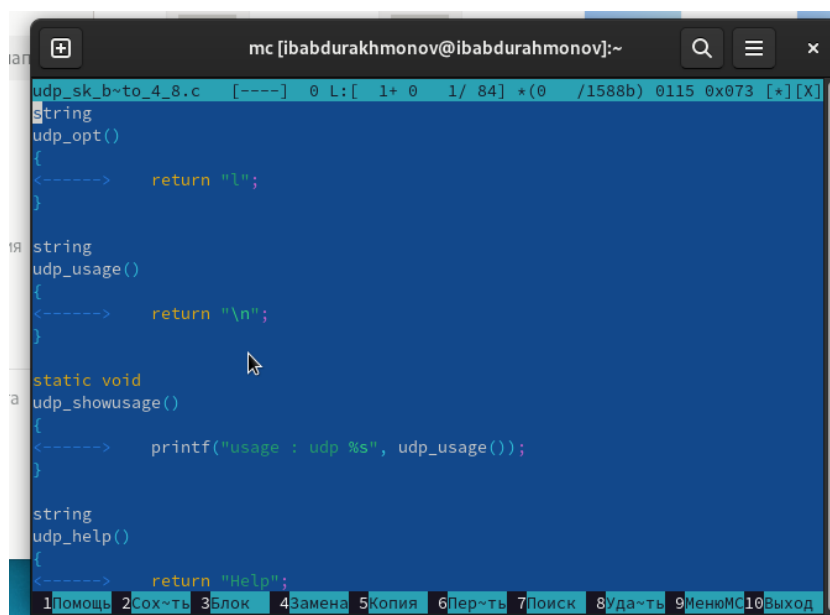 mc [ibabdurakhmonov@ibabdurahmonov]:~
udp_sk_b~to_4_8.c [----] 0 L:[ 1+ 0 1/ 84] *(0 /1588b) 0115 0x073 [*][X]
string
udp_opt()
{
<------> return "l";
}
string
udp_usage()
{
<------> return "\n";
}
static void
udp_showusage()
{
<------> printf("usage : udp %s", udp_usage());
}
string
udp_help()
{
<------> return "Help";
1Помощь 2Сох~ть 3Блок 4Замена 5Копия 6Пер~ть 7Поиск 8Уда~ть 9МенюMC 10Выход